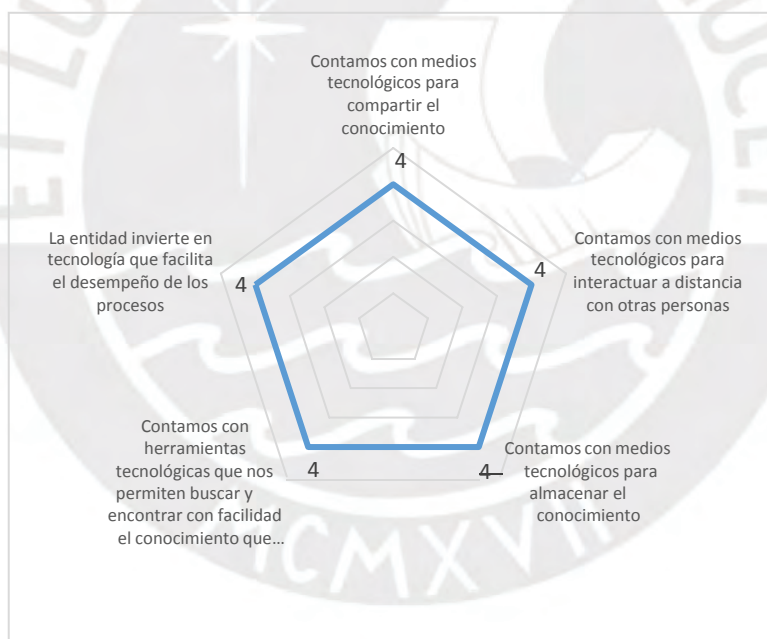 Contamos con medios
tecnológicos para
compartir el
conocimiento
4
Contamos con medios
tecnológicos para
interactuar a distancia
con otras personas
4
Contamos con medios
tecnológicos para
almacenar el
conocimiento
4
Contamos con
herramientas
tecnológicas que nos
permiten buscar y
encontrar con facilidad
el conocimiento que...
4
La entidad invierte en
tecnología que facilita
el desempeño de los
procesos
4
MCMXVII